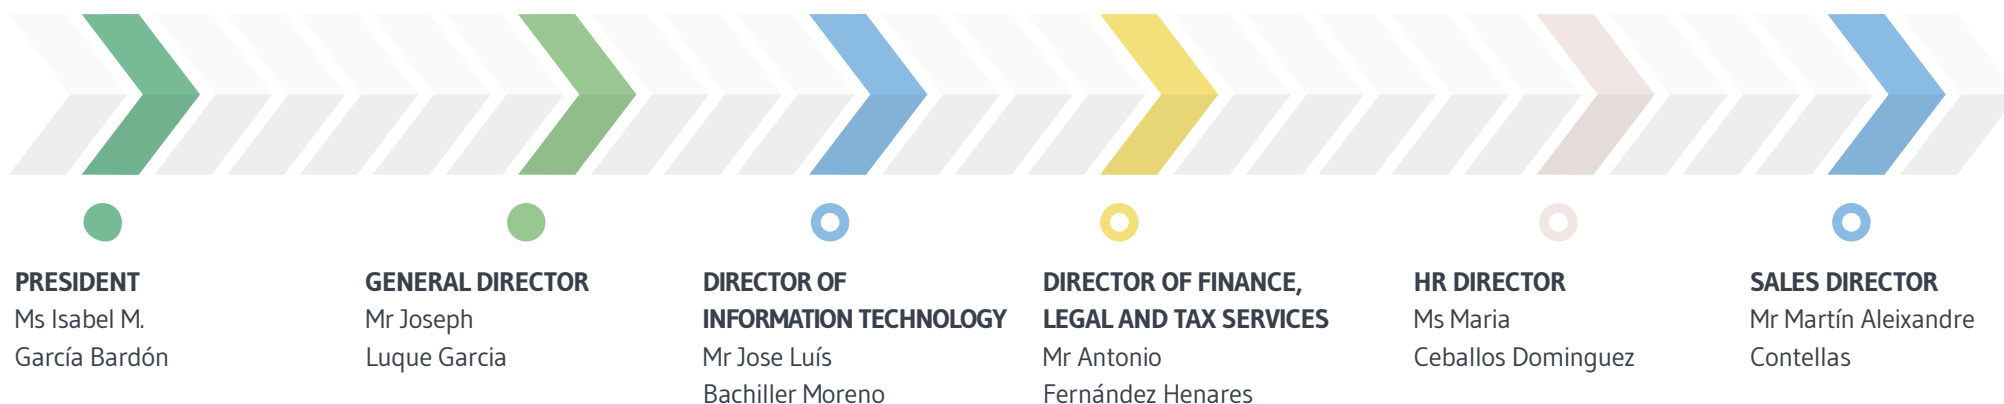 PRESIDENT
Ms Isabel M.
García Bardón
GENERAL DIRECTOR
Mr Joseph
Luque Garcia
DIRECTOR OF
INFORMATION TECHNOLOGY
Mr Jose Luís
Bachiller Moreno
DIRECTOR OF FINANCE,
LEGAL AND TAX SERVICES
Mr Antonio
Fernández Henares
HR DIRECTOR
Ms Maria
Ceballos Dominguez
SALES DIRECTOR
Mr Martín Aleixandre
Contellas